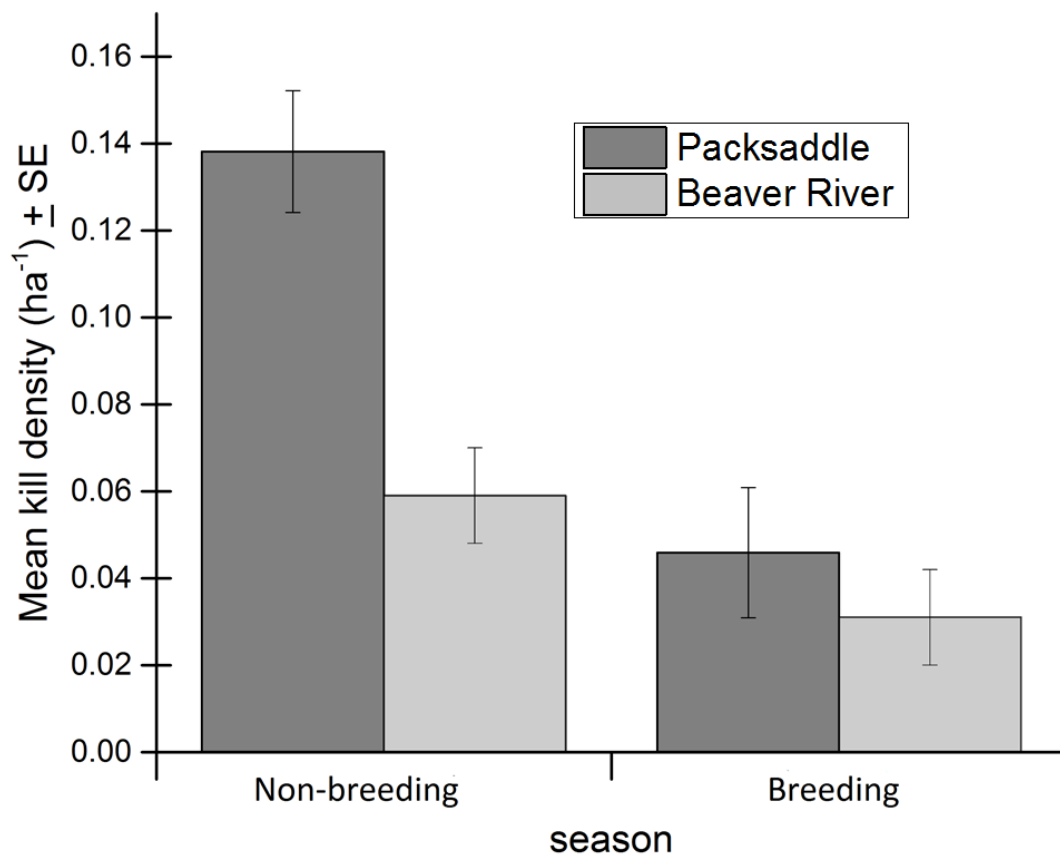 Mean kill density (ha⁻¹) ± SE
0.16
0.14
0.12
0.10
0.08
0.06
0.04
0.02
0.00
Packsaddle
Beaver River
Non-breeding
Breeding
season